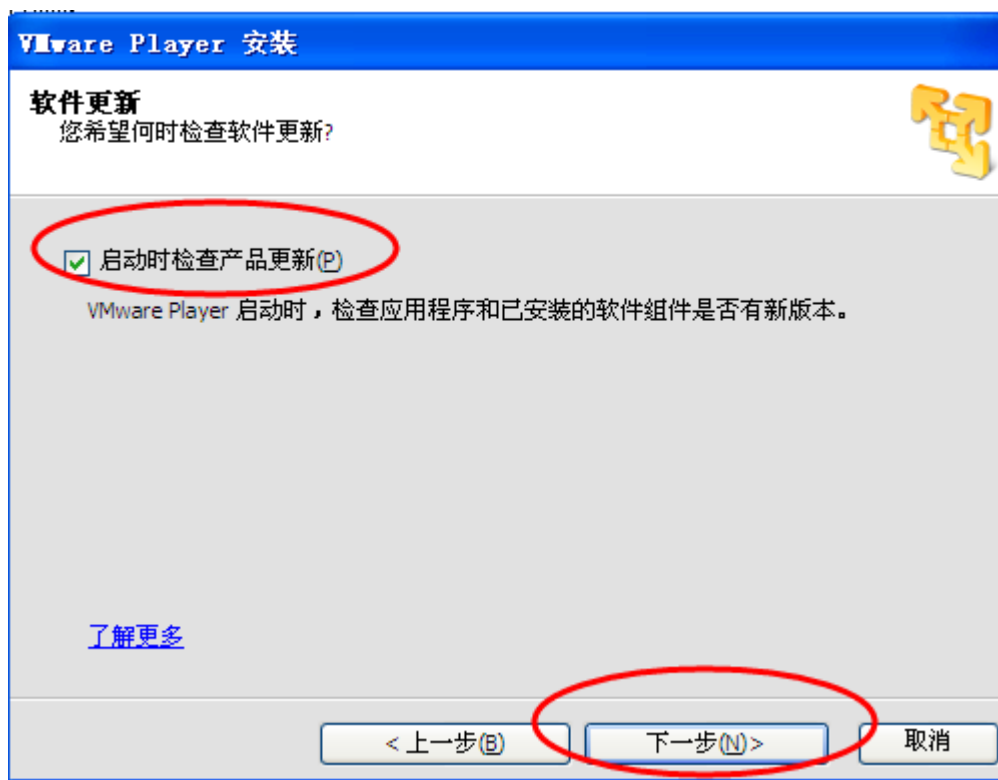 VMware Player 安装
软件更新
您希望何时检查软件更新?
启动时检查产品更新(P)
VMware Player 启动时，检查应用程序和已安装的软件组件是否有新版本。
了解更多
< 上一步(B)
下一步(N)>
取消